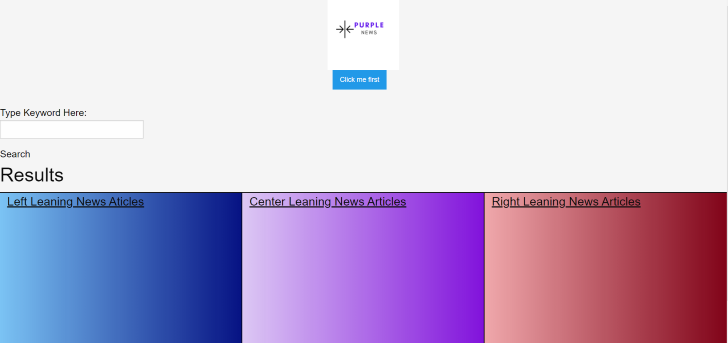 PURPLE
NEWS
Click me first
Type Keyword Here:
Search
Results
Left Leaning News Aticles
Center Leaning News Articles
Right Leaning News Articles